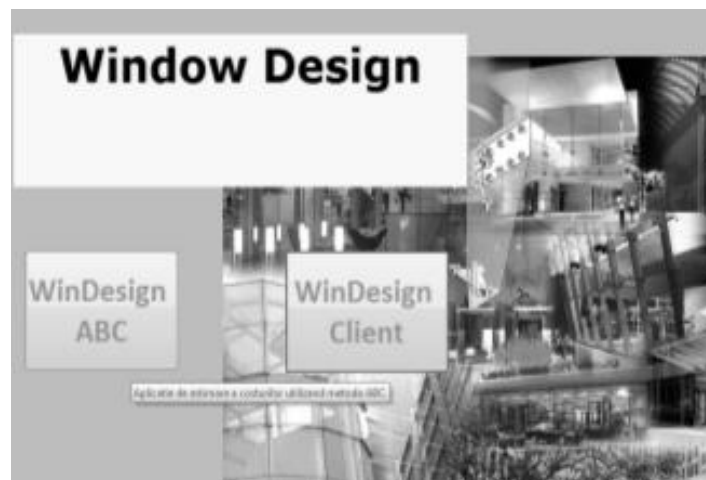 Window Design
WinDesign
ABC
WinDesign
Client
Aplicatie de estimare a costurilor utilizand metoda ABC